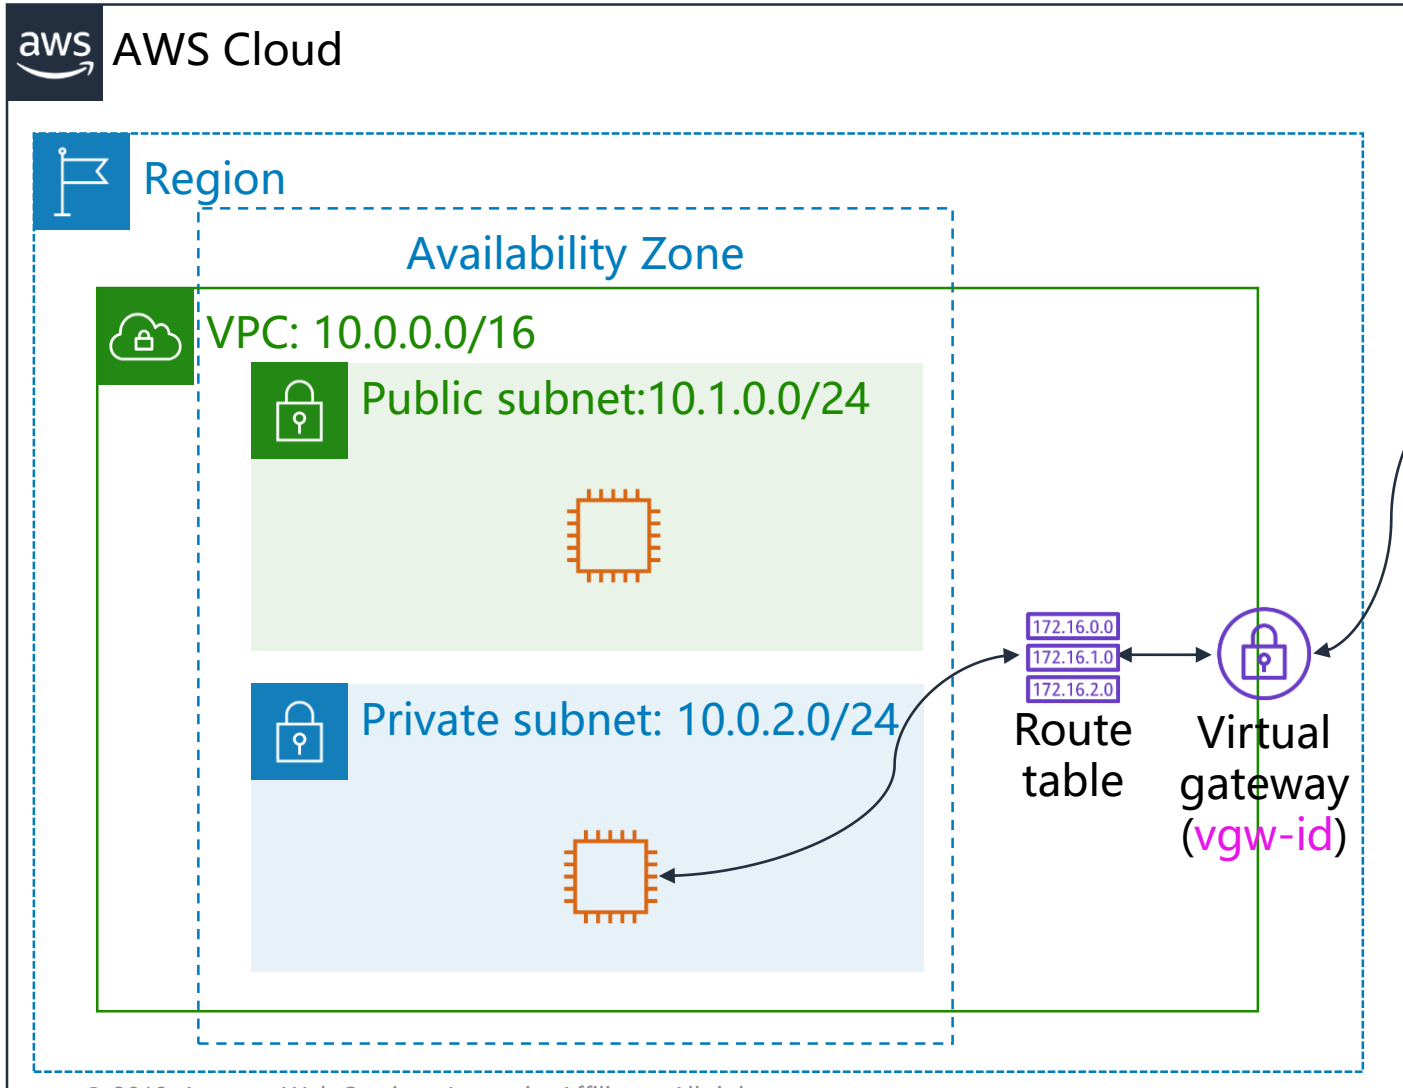 aws
AWS Cloud
Region
Availability Zone
VPC: 10.0.0.0/16
Public subnet:10.1.0.0/24
172.16.0.0
172.16.1.0
172.16.2.0
Private subnet: 10.0.2.0/24
Route
table
Virtual
gateway
(vgw-id)